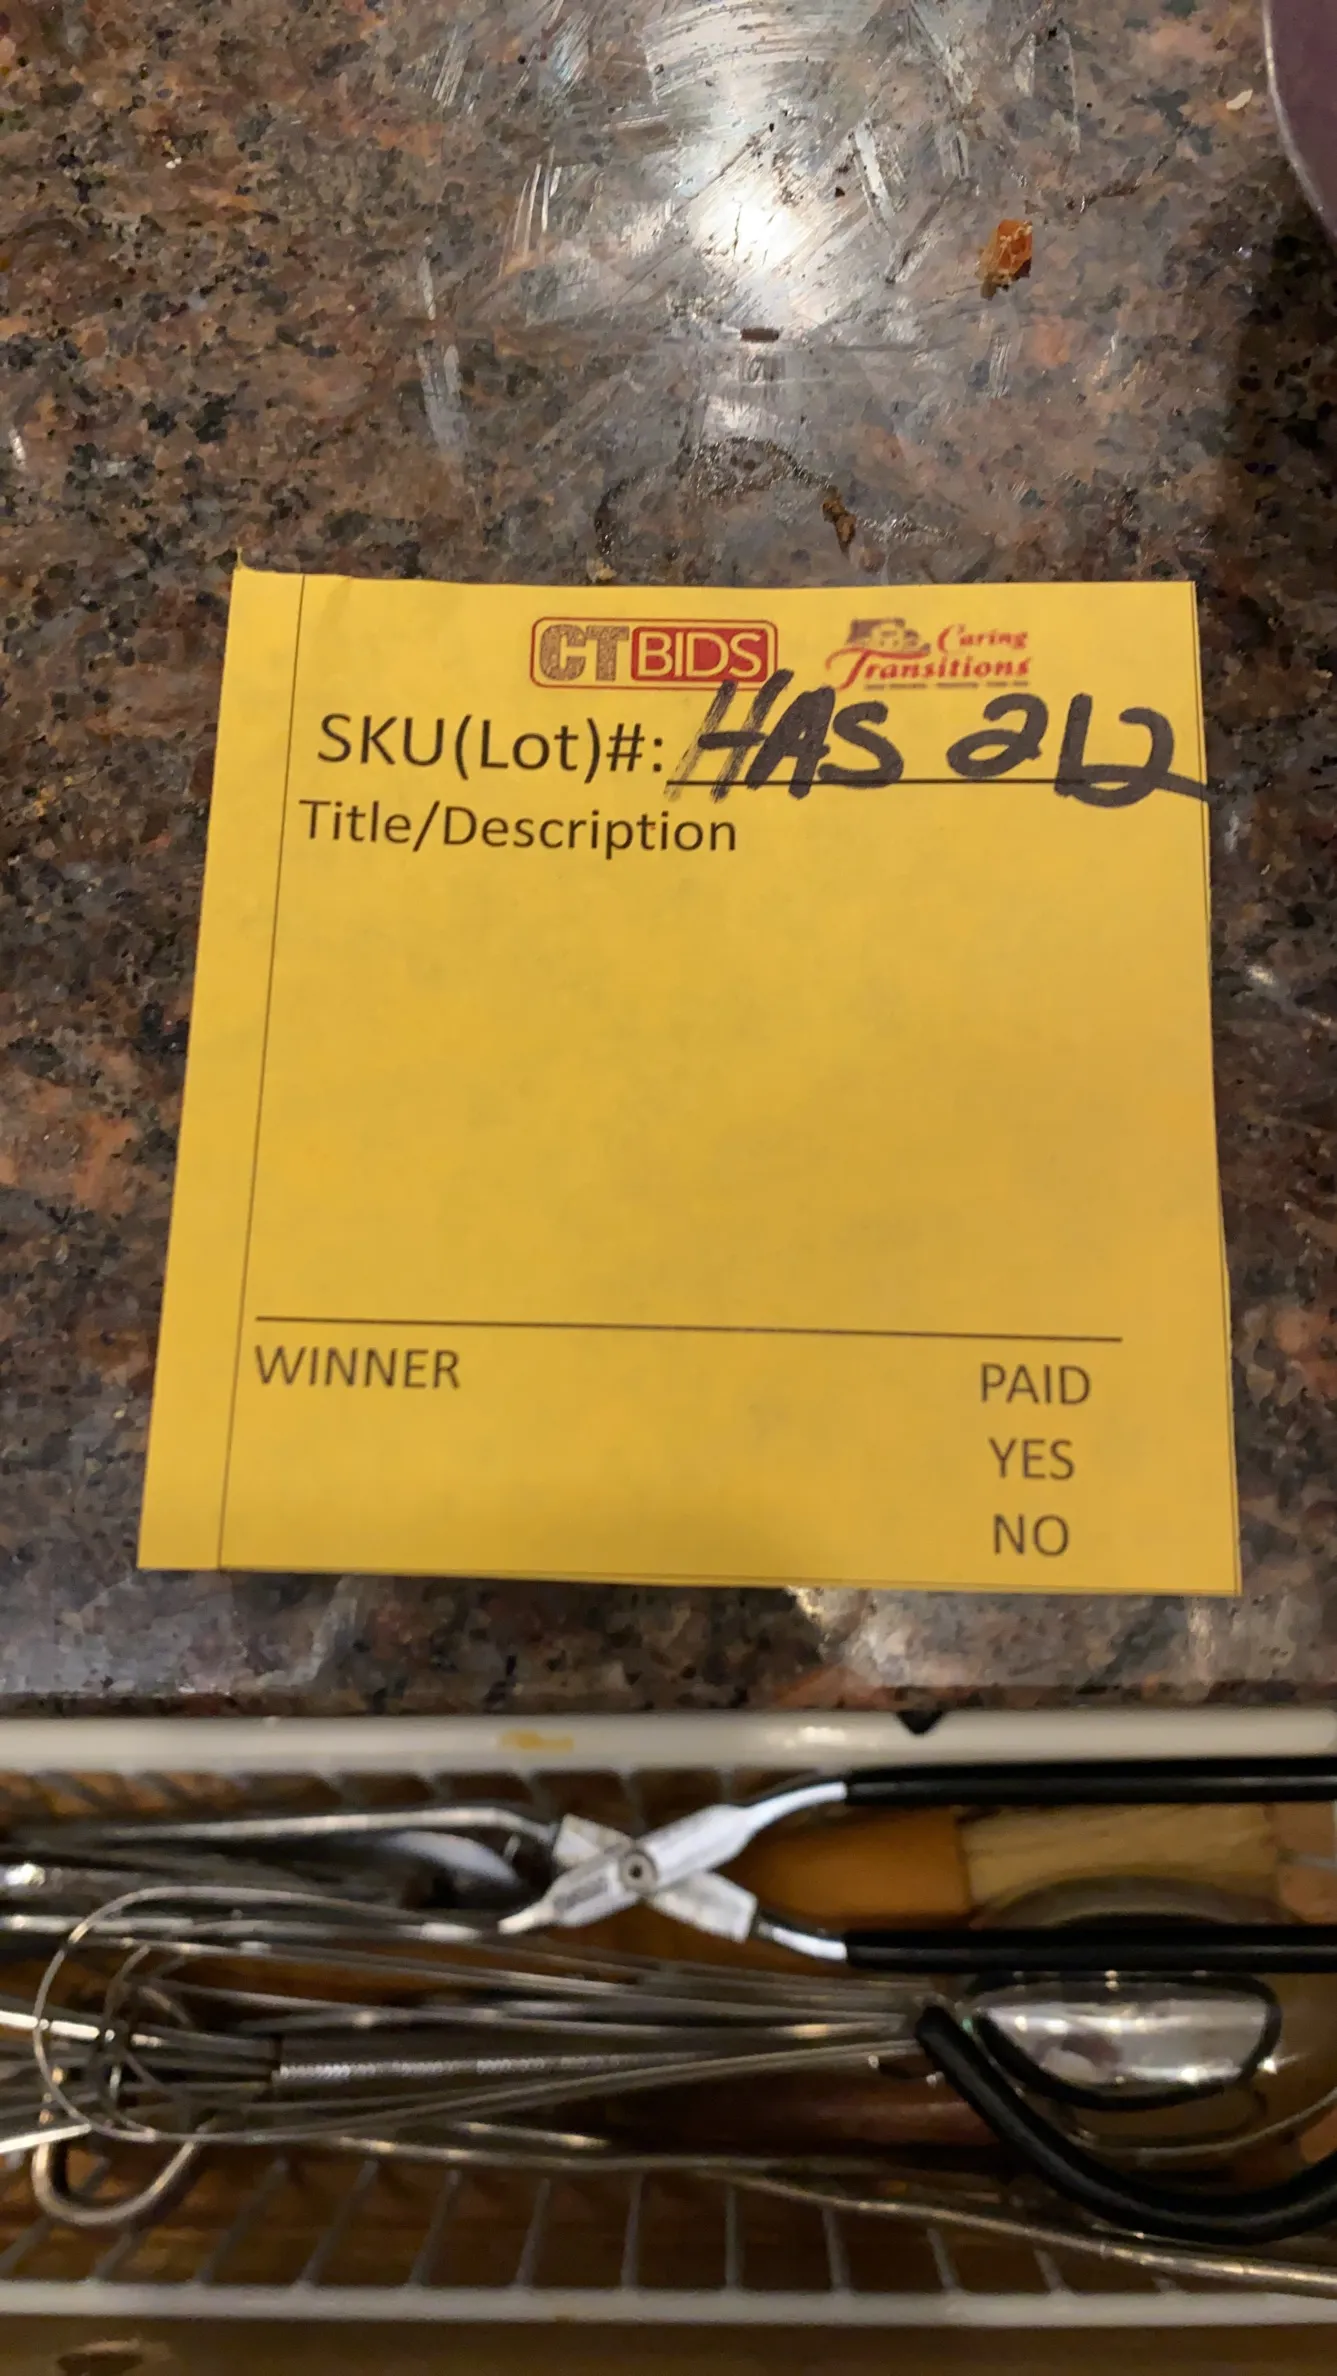 CTBIDS Caring Transitions
SKU(Lot)#: HAS 212
Title/Description
WINNER PAID
YES
NO